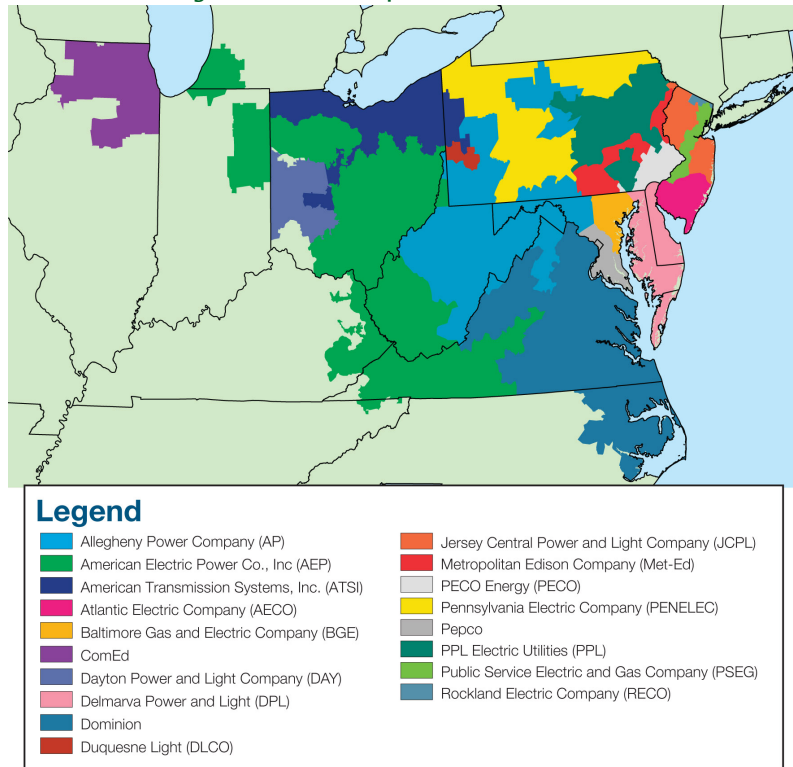 Legend
Allegheny Power Company (AP)
American Electric Power Co., Inc (AEP)
American Transmission Systems, Inc. (ATSI)
Atlantic Electric Company (AECO)
Baltimore Gas and Electric Company (BGE)
ComEd
Dayton Power and Light Company (DAY)
Delmarva Power and Light (DPL)
Dominion
Duquesne Light (DLCO)
Jersey Central Power and Light Company (JCPL)
Metropolitan Edison Company (Met-Ed)
PECO Energy (PECO)
Pennsylvania Electric Company (PENELEC)
Pepco
PPL Electric Utilities (PPL)
Public Service Electric and Gas Company (PSEG)
Rockland Electric Company (RECO)